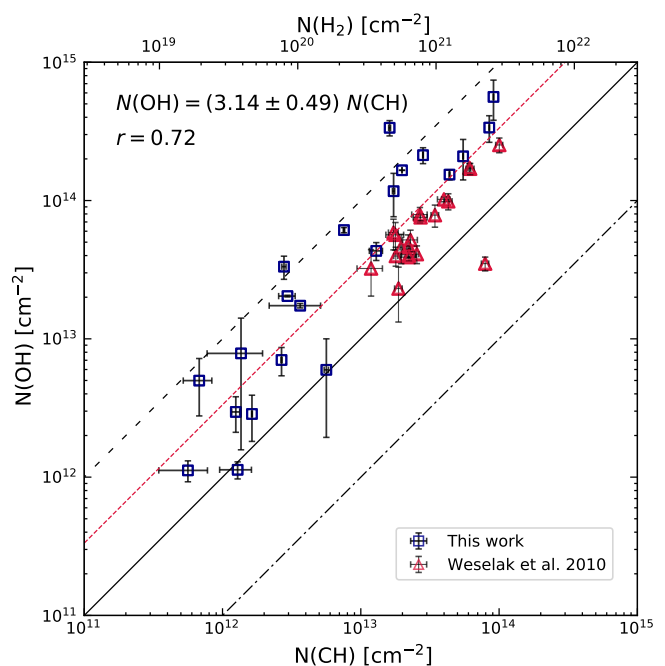 N(H₂) [cm⁻²]
10¹⁹ 10²⁰ 10²¹ 10²²
N(OH) = (3.14 ± 0.49) N(CH)
r = 0.72
N(OH) [cm⁻²]
10¹⁵
10¹⁴
10¹³
10¹²
10¹¹
This work
Weselak et al. 2010
10¹¹ 10¹² 10¹³ 10¹⁴ 10¹⁵
N(CH) [cm⁻²]